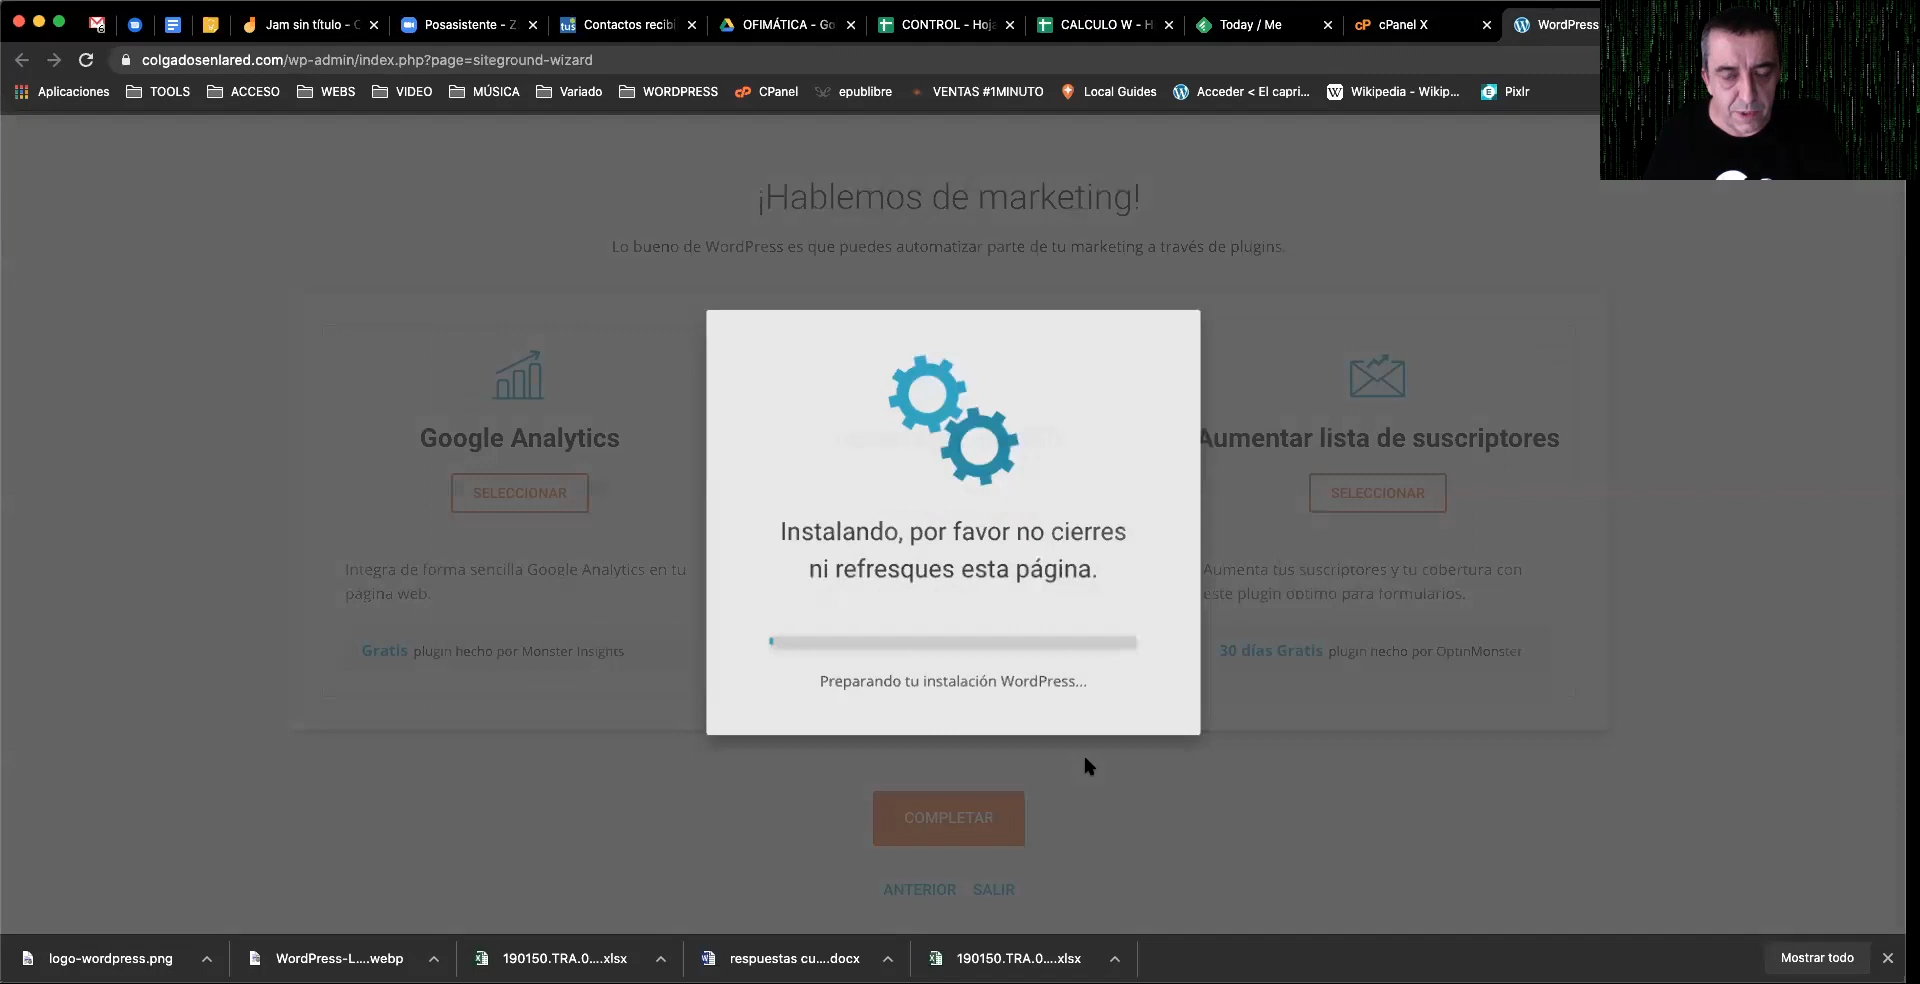 Jam sin título - C
Posasistente - Z
Contactos recibi
OFIMÁTICA - Go
CONTROL - Hoja
CALCULO W - H
Today / Me
cPanel X
WordPress
colgadosenlared.com/wp-admin/index.php?page=siteground-wizard
Aplicaciones
TOOLS
ACCESO
WEBS
VIDEO
MÚSICA
Variado
WORDPRESS
CPanel
epublibre
VENTAS #1MINUTO
Local Guides
Acceder < El capri...
Wikipedia - Wikip...
Pixlr
¡Hablemos de marketing!
Lo bueno de WordPress es que puedes automatizar parte de tu marketing a través de plugins.
Google Analytics
SELECCIONAR
Integra de forma sencilla Google Analytics en tu
página web.
Gratis plugin hecho por Monster Insights
Instalando, por favor no cierres
ni refresques esta página.
Preparando tu instalación WordPress...
Aumentar lista de suscriptores
SELECCIONAR
Aumenta tus suscriptores y tu cobertura con
este plugin óptimo para formularios.
30 días Gratis plugin hecho por OptinMonster
COMPLETAR
ANTERIOR SALIR
logo-wordpress.png
WordPress-L....webp
190150.TRA.0....xlsx
respuestas cu....docx
190150.TRA.0....xlsx
Mostrar todo